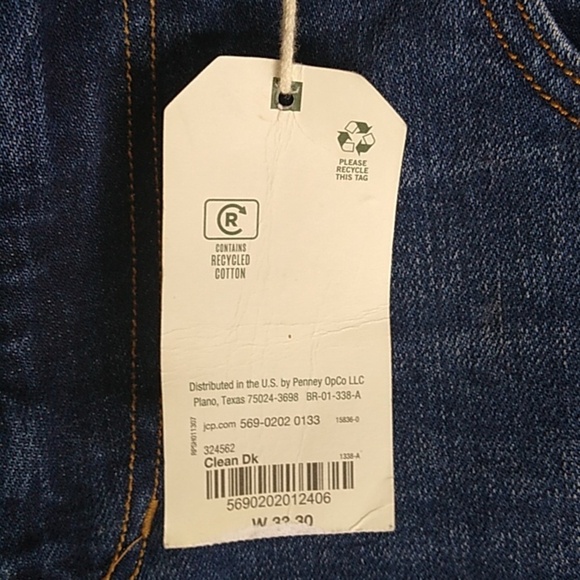 PLEASE
RECYCLE
THIS TAG
R
CONTAINS
RECYCLED
COTTON
Distributed in the U.S. by Penney OpCo LLC
Plano, Texas 75024-3698 BR-01-338-A
RPSH011307
jcp.com 569-0202 0133 15836-0
324562
Clean Dk 1338-A
5690202012406
W 33 30